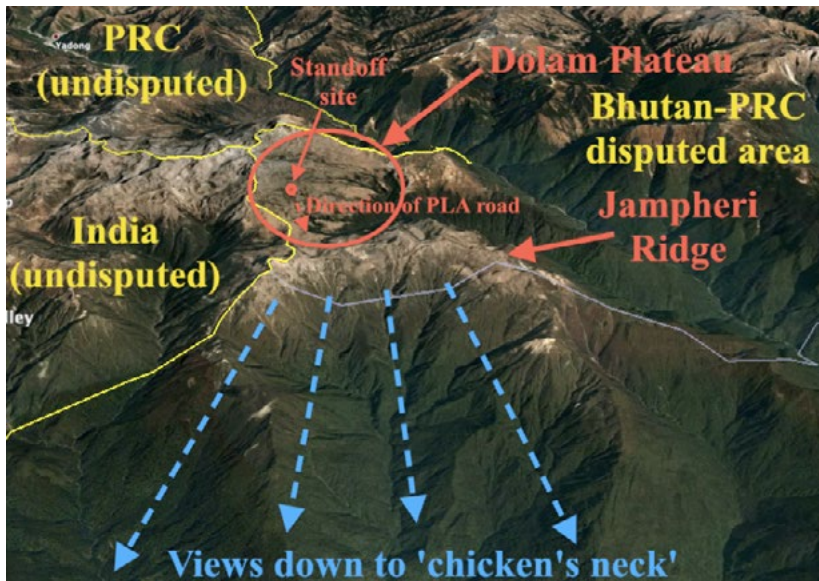 Yadong
PRC
(undisputed)
Standoff
site
Dolam Plateau
Bhutan-PRC
disputed area
Direction of PLA road
Jampheri
Ridge
India
(undisputed)
lley
Views down to 'chicken's neck'